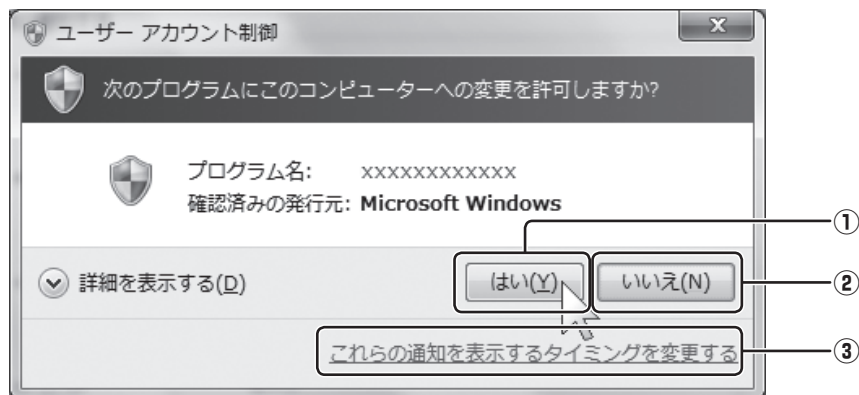 ユーザー アカウント制御
次のプログラムにこのコンピューターへの変更を許可しますか?
プログラム名: xxxxxxxxxxxx
確認済みの発行元: Microsoft Windows
①
詳細を表示する(D) はい(Y) いいえ(N) ②
これらの通知を表示するタイミングを変更する ③